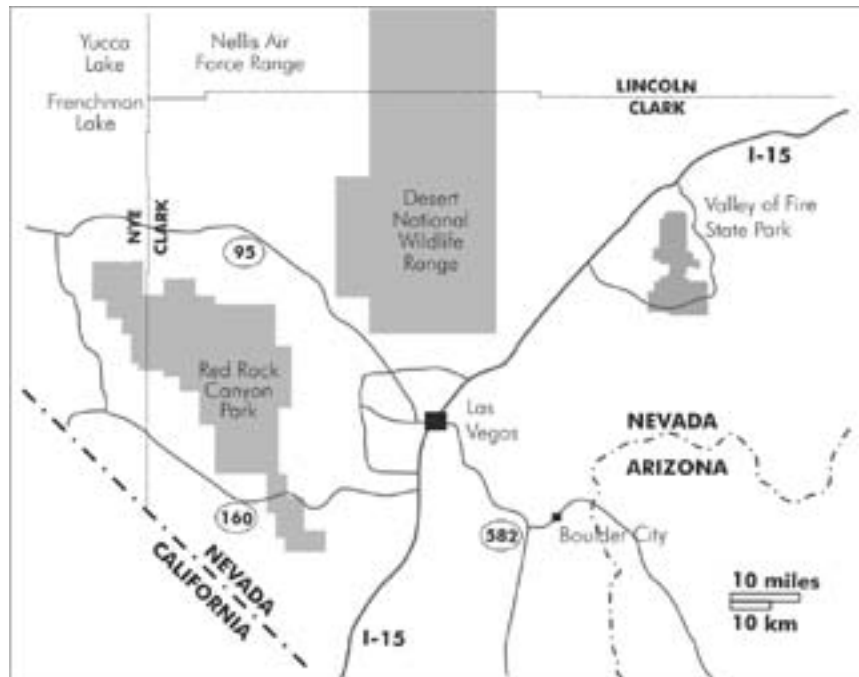 Yucca
Lake
Nellis Air
Force Range
Frenchman
Lake
LINCOLN
CLARK
I-15
NYE
CLARK
95
Desert
National
Wildlife
Range
Valley of Fire
State Park
Red Rock
Canyon
Park
Las
Vegas
NEVADA
ARIZONA
160
582
Boulder City
NEVADA
CALIFORNIA
I-15
10 miles
10 km